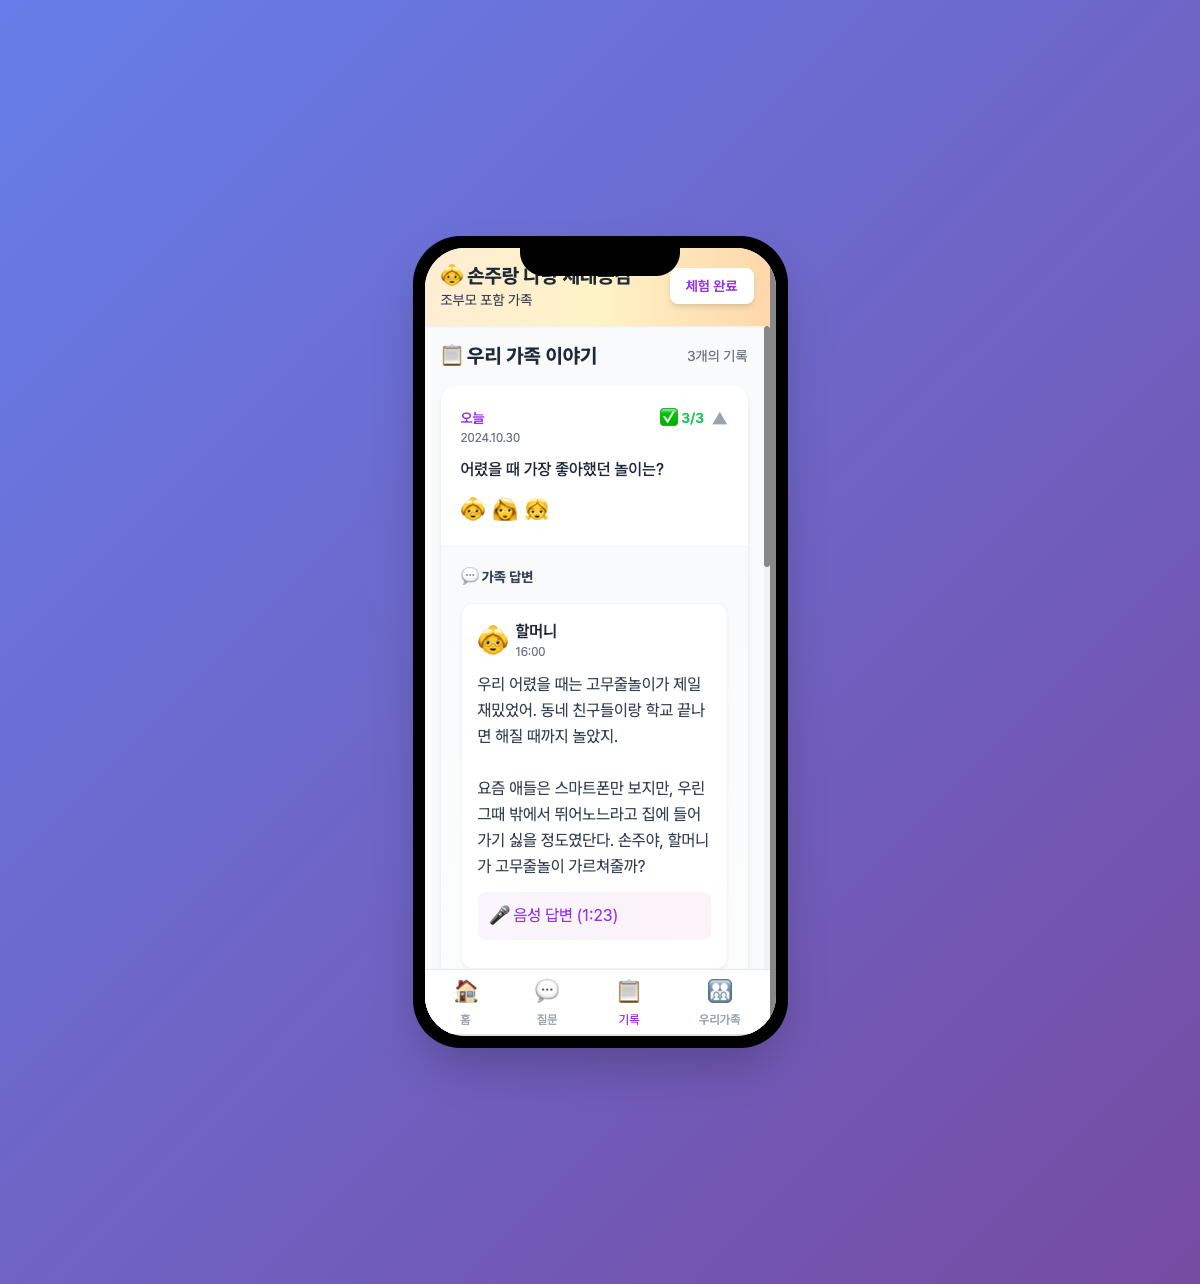 손주랑 나랑 세대공감
조부모 포함 가족
체험 완료
우리 가족 이야기
3개의 기록
오늘
3/3
2024.10.30
어렸을 때 가장 좋아했던 놀이는?
가족 답변
할머니
16:00
우리 어렸을 때는 고무줄놀이가 제일
재밌었어. 동네 친구들이랑 학교 끝나
면 해질 때까지 놀았지.
요즘 애들은 스마트폰만 보지만, 우린
그때 밖에서 뛰어노느라고 집에 들어
가기 싫을 정도였단다. 손주야, 할머니
가 고무줄놀이 가르쳐줄까?
음성 답변 (1:23)
홈
질문
기록
우리가족